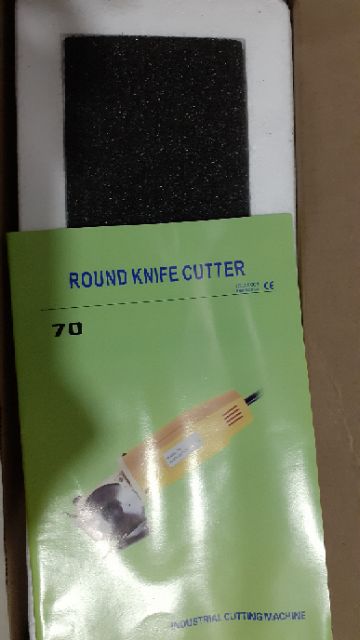 ROUND KNIFE CUTTER
CE
70
INDUSTRIAL CUTTING MACHINE